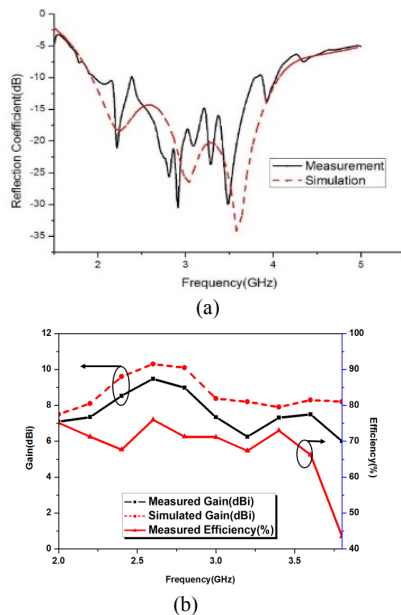 0
-5
-10
-15
-20
-25
-30
-35
Reflection Coefficient(dB)
Measurement
Simulation
2 3 4 5
Frequency(GHz)
(a)
12
10
8
6
4
2
0
Gain(dBi)
100
90
80
70
60
50
40
Efficiency(%)
Measured Gain(dBi)
Simulated Gain(dBi)
Measured Efficiency(%)
2.0 2.5 3.0 3.5
Frequency(GHz)
(b)